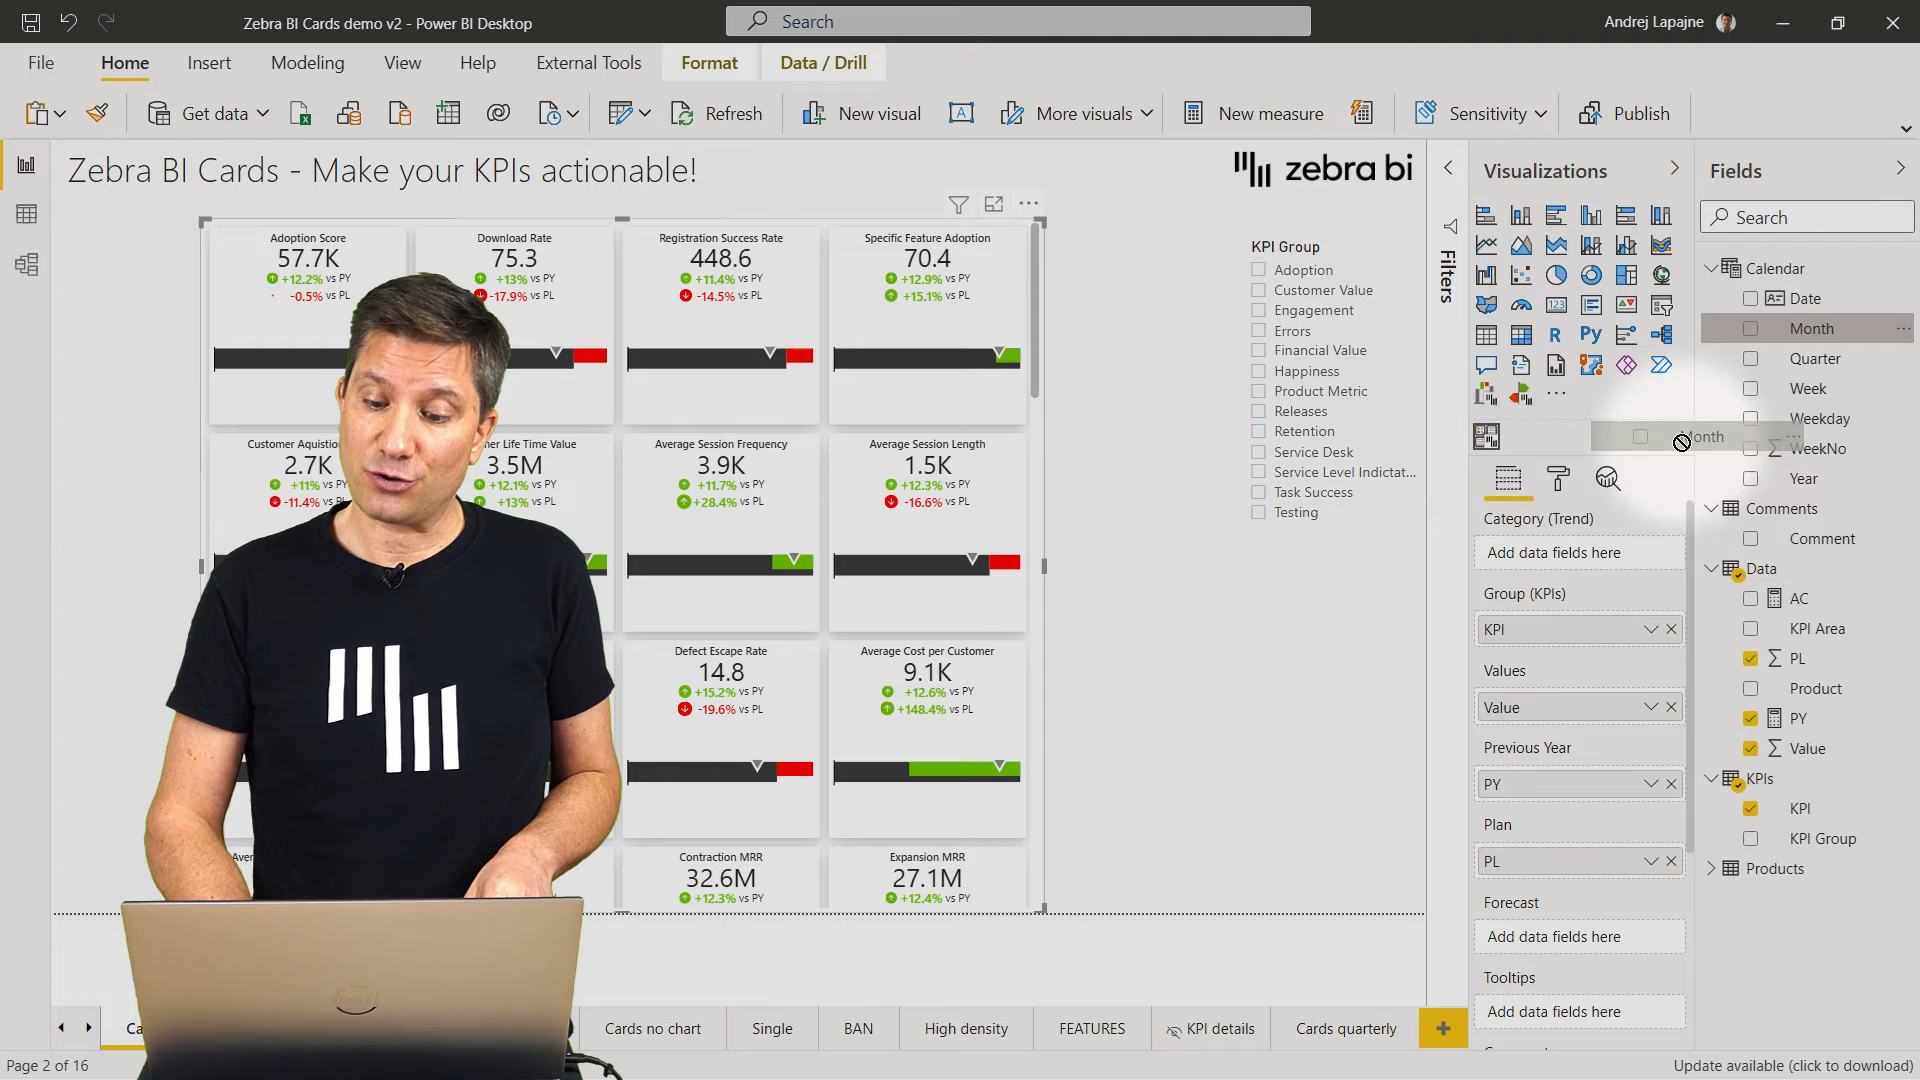 Zebra BI Cards demo v2 - Power BI Desktop
Search
Andrej Lapajne
File
Home
Insert
Modeling
View
Help
External Tools
Format
Data / Drill
Get data
Refresh
New visual
More visuals
New measure
Sensitivity
Publish
Zebra BI Cards - Make your KPIs actionable!
zebra bi
Adoption Score
57.7K
+12.2% vs PY
-0.5% vs PL
Download Rate
75.3
+13% vs PY
-17.9% vs PL
Registration Success Rate
448.6
+11.4% vs PY
-14.5% vs PL
Specific Feature Adoption
70.4
+12.9% vs PY
+15.1% vs PL
Customer Aquisition
2.7K
+11% vs PY
-11.4% vs PL
Life Time Value
3.5M
+12.1% vs PY
+13% vs PL
Average Session Frequency
3.9K
+11.7% vs PY
+28.4% vs PL
Average Session Length
1.5K
+12.3% vs PY
-16.6% vs PL
Defect Escape Rate
14.8
+15.2% vs PY
-19.6% vs PL
Average Cost per Customer
9.1K
+12.6% vs PY
+148.4% vs PL
Contraction MRR
32.6M
+12.3% vs PY
Expansion MRR
27.1M
+12.4% vs PY
KPI Group
Adoption
Customer Value
Engagement
Errors
Financial Value
Happiness
Product Metric
Releases
Retention
Service Desk
Service Level Indictat...
Task Success
Testing
Filters
Visualizations
Category (Trend)
Add data fields here
Group (KPIs)
KPI
Values
Value
Previous Year
PY
Plan
PL
Forecast
Add data fields here
Tooltips
Add data fields here
Fields
Search
Calendar
Date
Month
Quarter
Week
Weekday
Month
WeekNo
Year
Comments
Comment
Data
AC
KPI Area
PL
Product
PY
Value
KPIs
KPI
KPI Group
Products
Ca
Cards no chart
Single
BAN
High density
FEATURES
KPI details
Cards quarterly
Page 2 of 16
Update available (click to download)